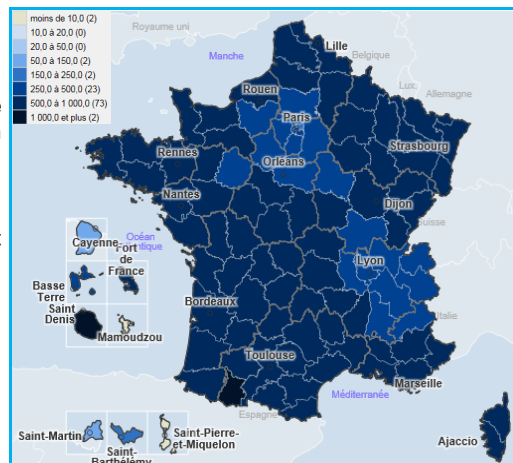 moins de 10,0 (2)
10,0 à 20,0 (0)
20,0 à 50,0 (0)
50,0 à 150,0 (2)
150,0 à 250,0 (2)
250,0 à 500,0 (23)
500,0 à 1 000,0 (73)
1 000,0 et plus (2)
Royaume uni
Manche
Lille
Belgique
Lux.
Allemagne
Rouen
Paris
Strasbourg
Rennes
Orléans
Nantes
Dijon
Suisse
Cayenne
Océan
Atlantique
Fort
de
France
Lyon
Basse
Terre
Saint
Denis
Mamoudzou
Bordeaux
Italie
Toulouse
Marseille
Méditerranée
Espagne
Saint-Martin
Saint-
Barthélémy
Saint-Pierre-
et-Miquelon
Ajaccio